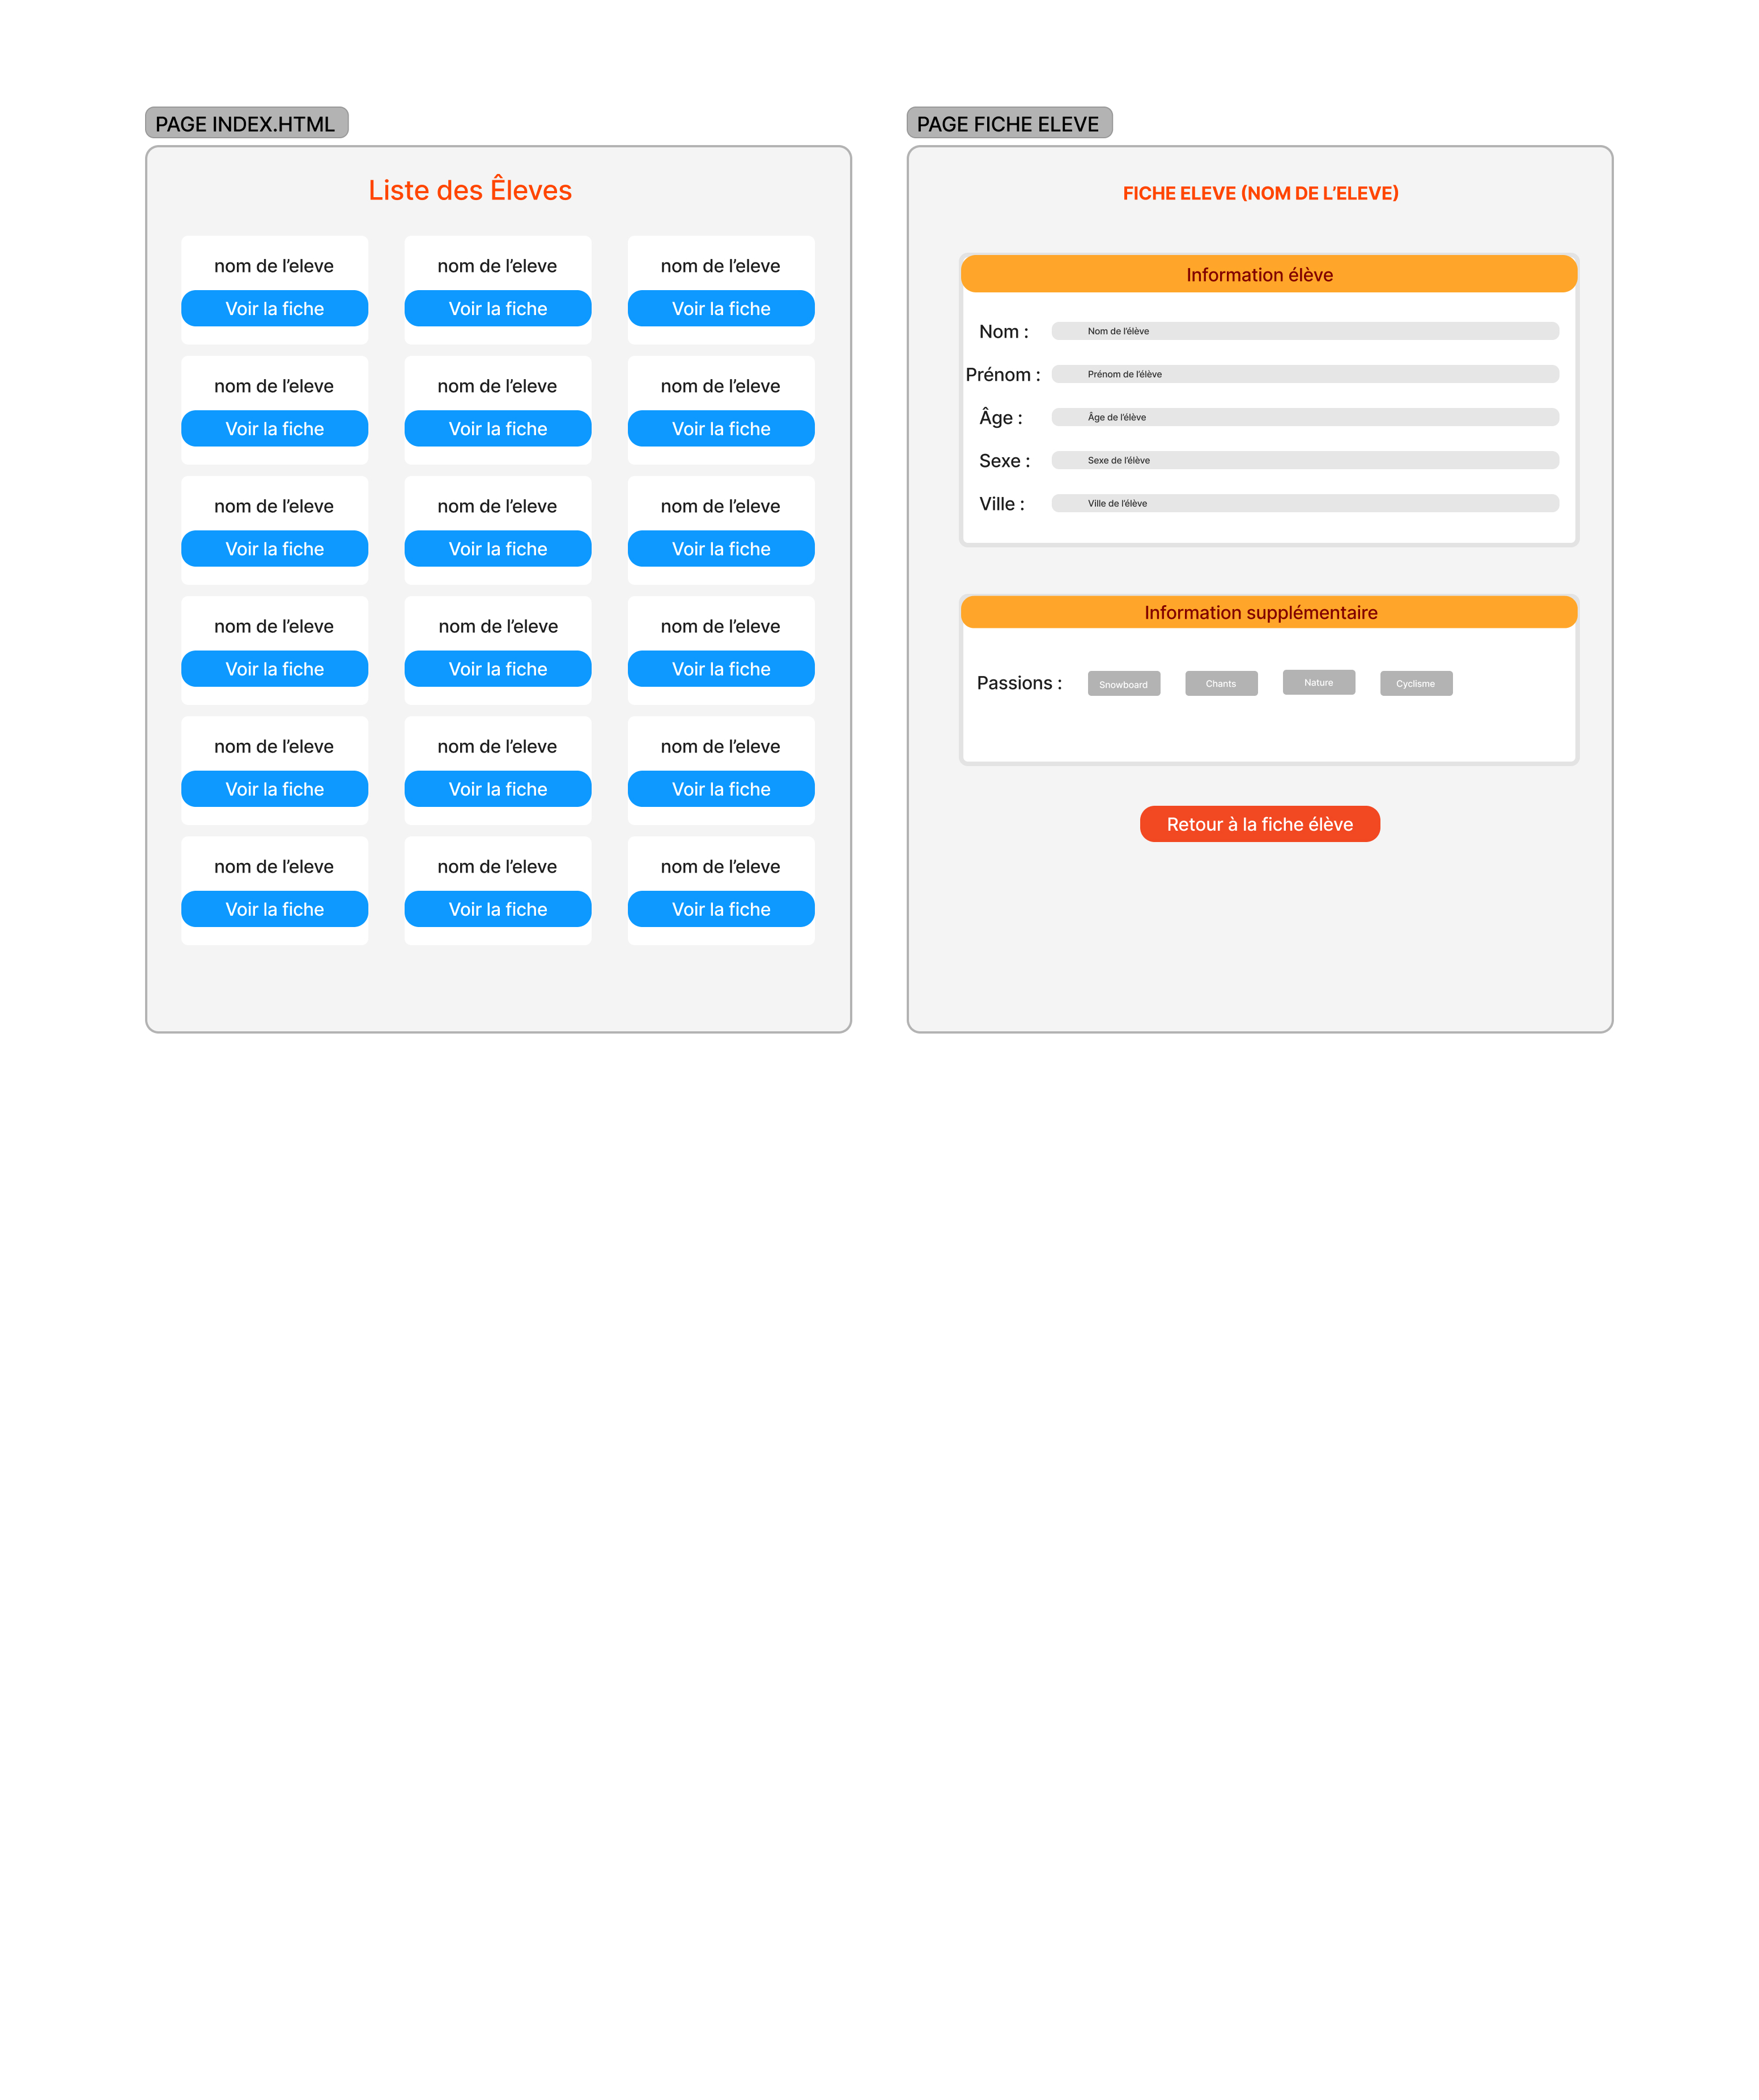 PAGE INDEX.HTML
Liste des Êleves
nom de l’eleve nom de l’eleve nom de l’eleve
Voir la fiche Voir la fiche Voir la fiche
nom de l’eleve nom de l’eleve nom de l’eleve
Voir la fiche Voir la fiche Voir la fiche
nom de l’eleve nom de l’eleve nom de l’eleve
Voir la fiche Voir la fiche Voir la fiche
nom de l’eleve nom de l’eleve nom de l’eleve
Voir la fiche Voir la fiche Voir la fiche
nom de l’eleve nom de l’eleve nom de l’eleve
Voir la fiche Voir la fiche Voir la fiche
nom de l’eleve nom de l’eleve nom de l’eleve
Voir la fiche Voir la fiche Voir la fiche
PAGE FICHE ELEVE
FICHE ELEVE (NOM DE L’ELEVE)
Information élève
Nom : Nom de l’élève
Prénom : Prénom de l’élève
Âge : Âge de l’élève
Sexe : Sexe de l’élève
Ville : Ville de l’élève
Information supplémentaire
Passions : Snowboard Chants Nature Cyclisme
Retour à la fiche élève